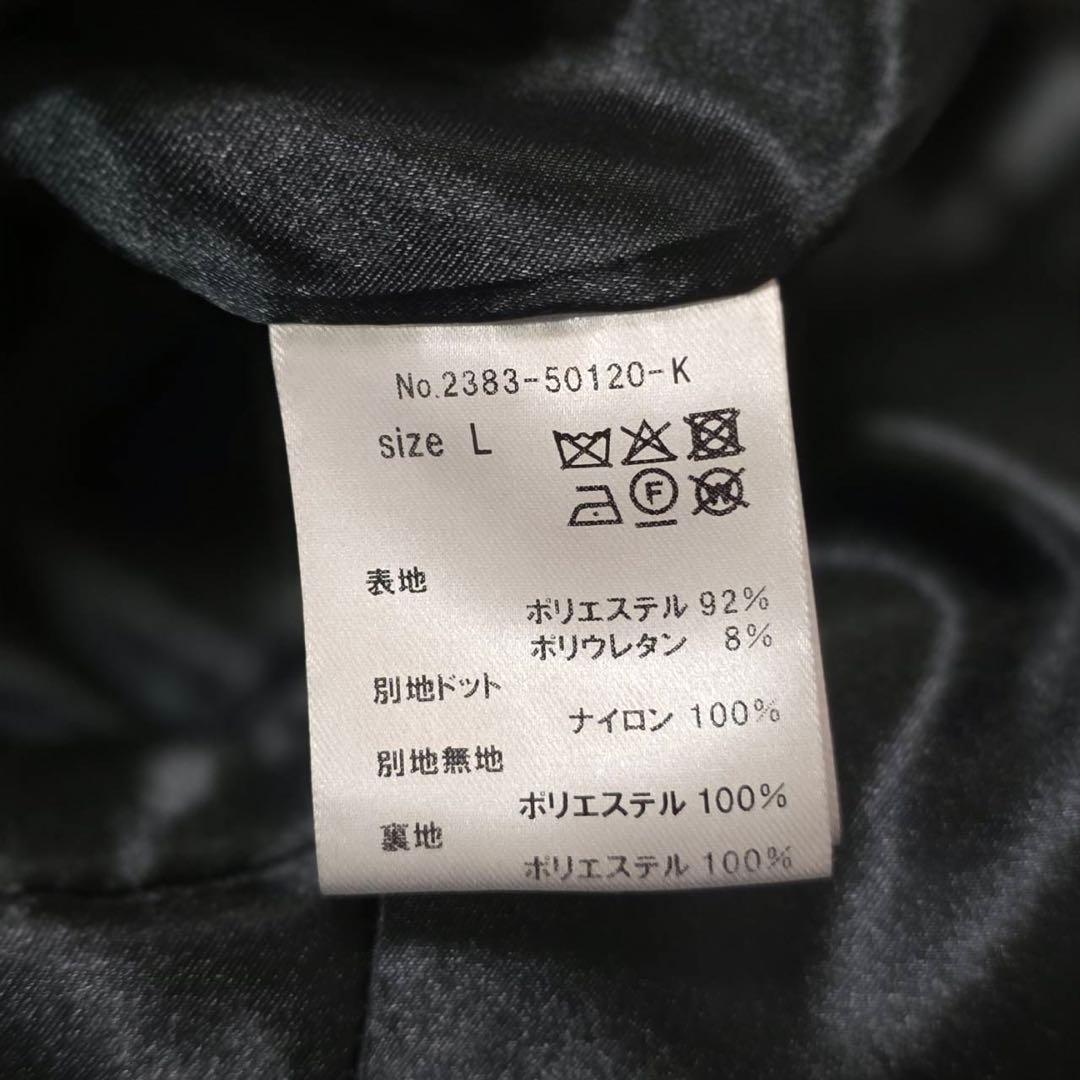 No.2383-50120-K
size L
F
W
表地
ポリエステル 92%
ポリウレタン 8%
別地ドット
ナイロン 100%
別地無地
ポリエステル 100%
裏地
ポリエステル 100%